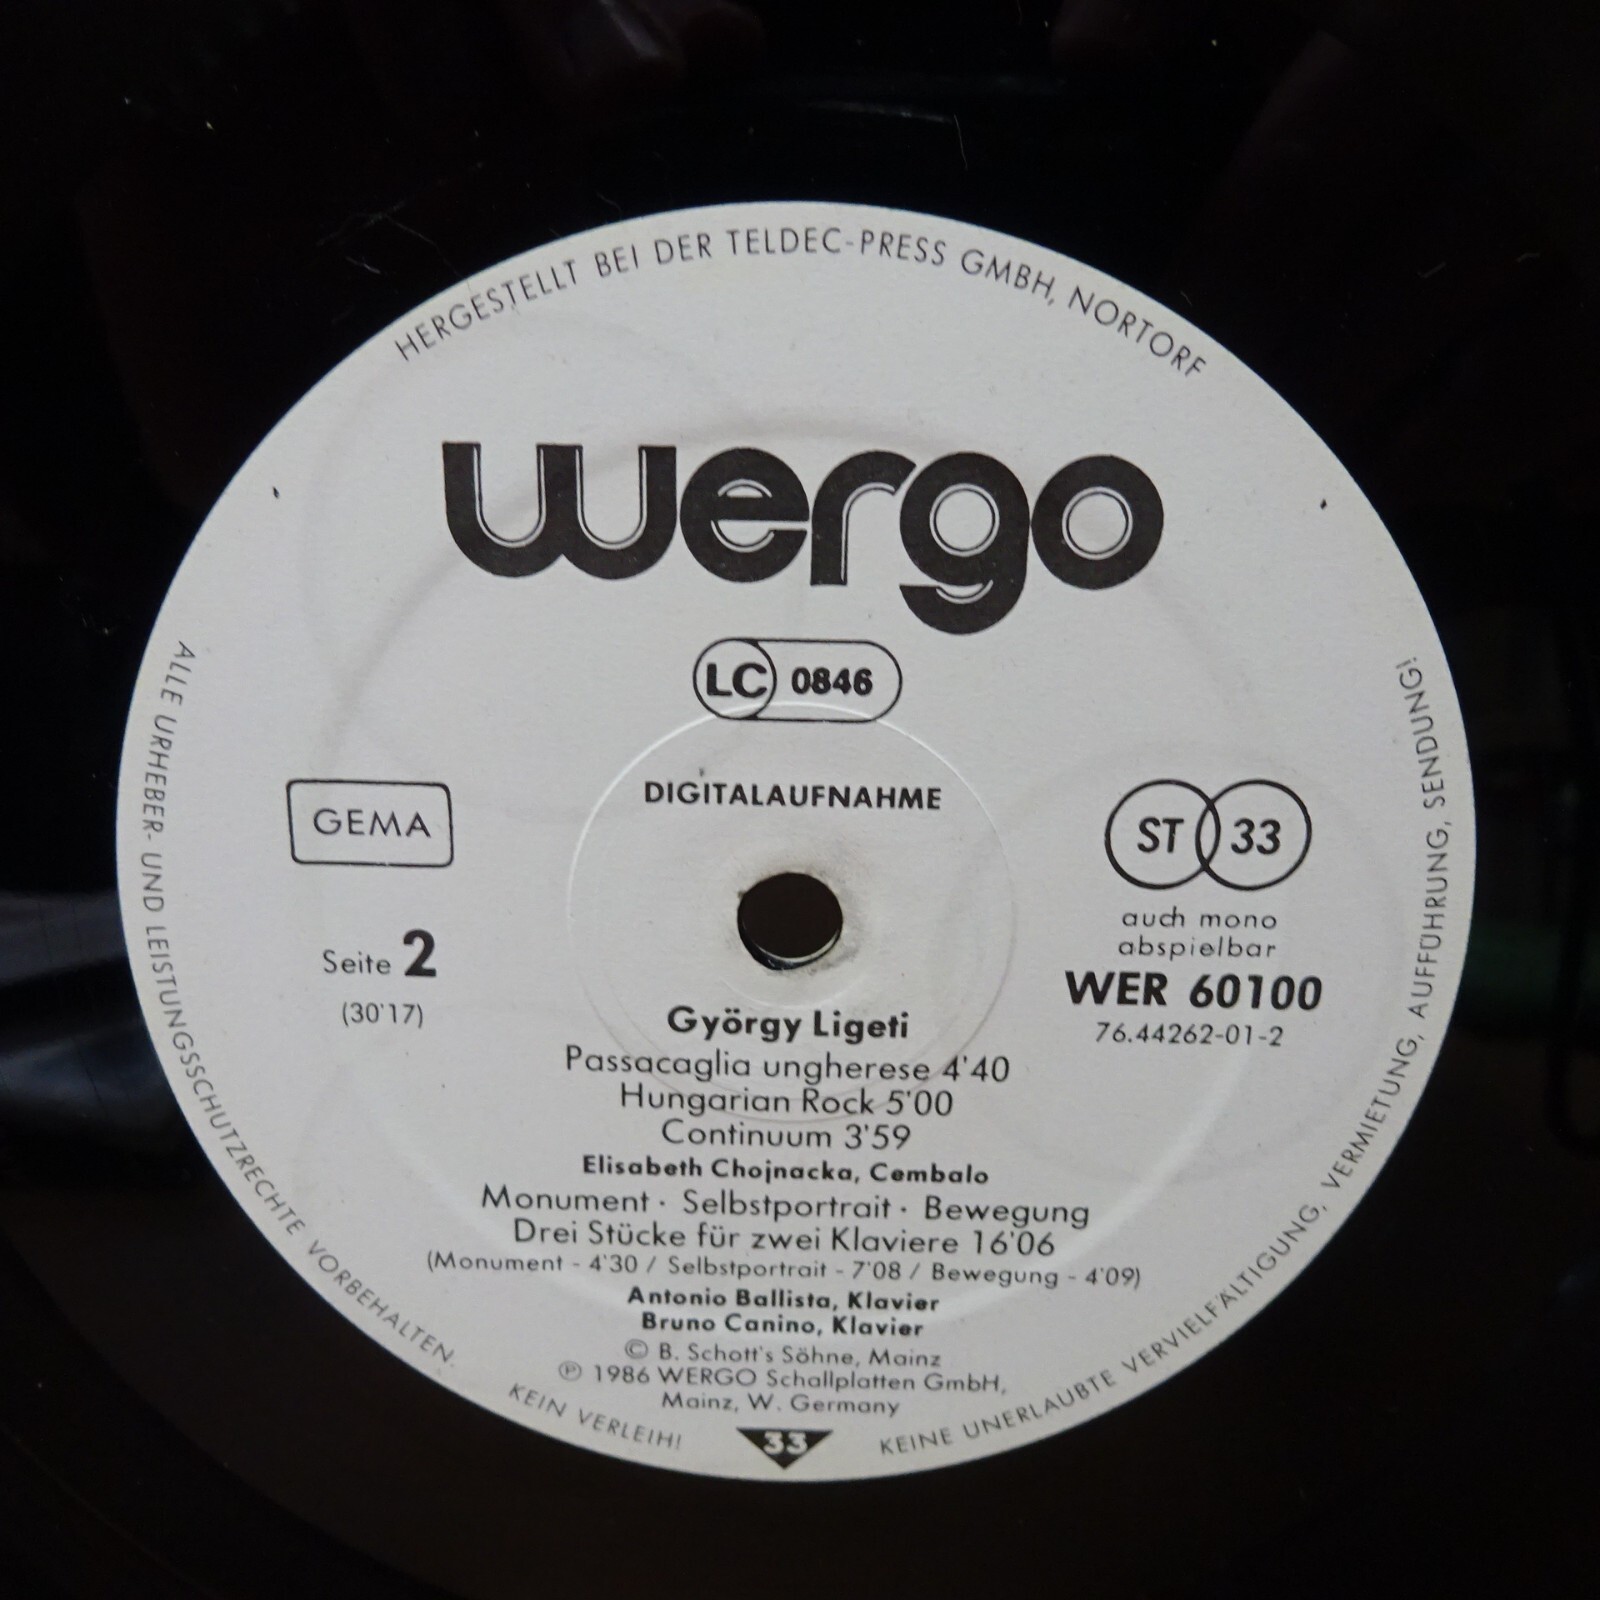 HERGESTELLT BEI DER TELDEC-PRESS GMBH, NORTORF
wergo
LC 0846
DIGITALAUFNAHME
GEMA
ST 33
auch mono
abspielbar
Seite 2
(30'17)
WER 60100
76.44262-01-2
György Ligeti
Passacaglia ungherese 4'40
Hungarian Rock 5'00
Continuum 3'59
Elisabeth Chojnacka, Cembalo
Monument · Selbstportrait · Bewegung
Drei Stücke für zwei Klaviere 16'06
(Monument - 4'30 / Selbstportrait - 7'08 / Bewegung - 4'09)
Antonio Ballista, Klavier
Bruno Canino, Klavier
© B. Schott's Söhne, Mainz
℗ 1986 WERGO Schallplatten GmbH,
Mainz, W. Germany
33
ALLE URHEBER- UND LEISTUNGSSCHUTZRECHTE VORBEHALTEN.
KEIN VERLEIH!
KEINE UNERLAUBTE VERVIELFÄLTIGUNG, VERMIETUNG, AUFFÜHRUNG, SENDUNG!